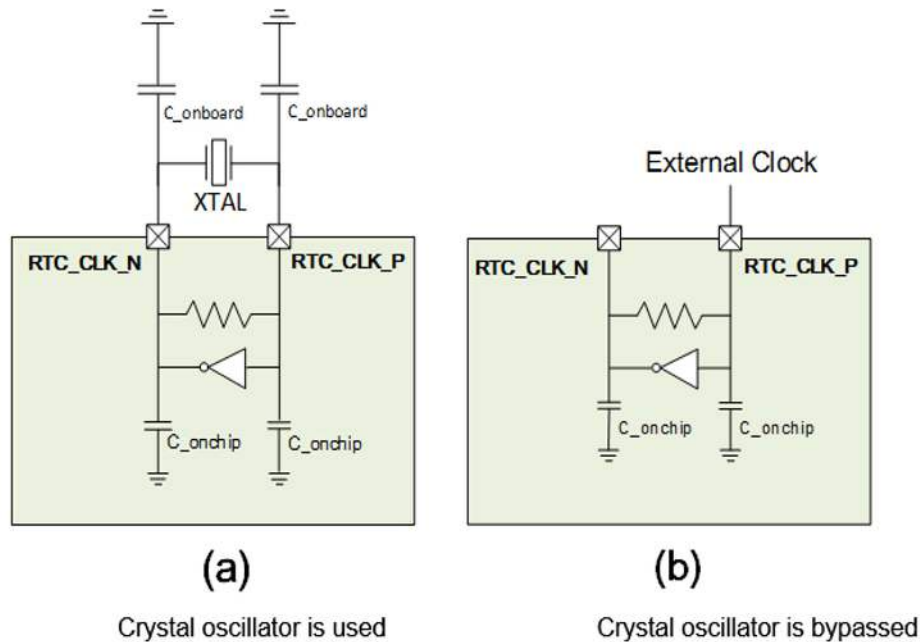 C_onboard
C_onboard
XTAL
RTC_CLK_N
RTC_CLK_P
C_onchip
C_onchip
(a)
Crystal oscillator is used
External Clock
RTC_CLK_N
RTC_CLK_P
C_onchip
C_onchip
(b)
Crystal oscillator is bypassed